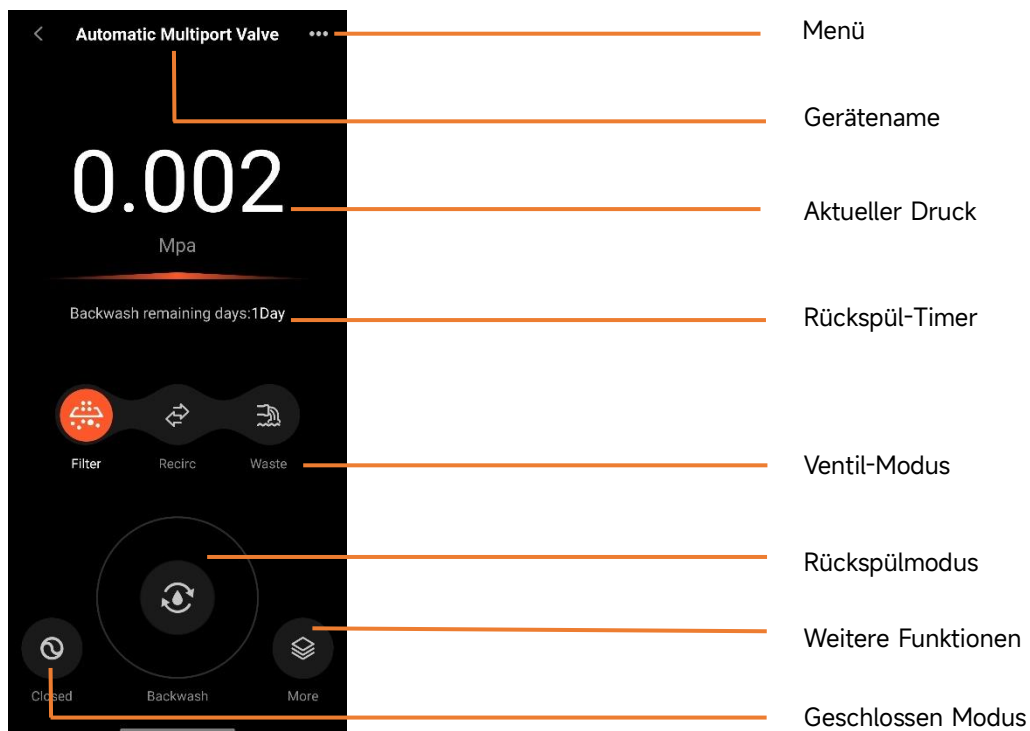 Automatic Multiport Valve
Menü
Gerätename
0.002
Aktueller Druck
Mpa
Backwash remaining days:1Day
Rückspül-Timer
Filter
Recirc
Waste
Ventil-Modus
Rückspülmodus
Weitere Funktionen
Closed
Backwash
More
Geschlossen Modus